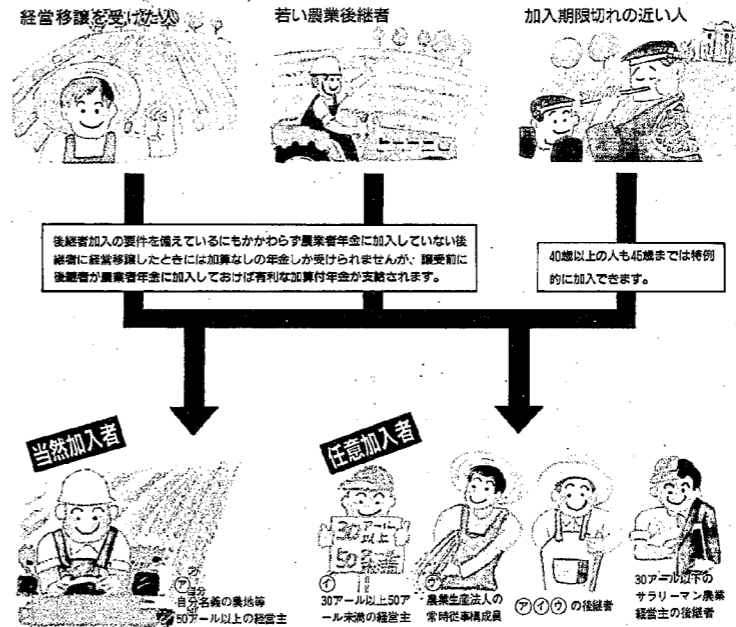 経営移譲を受けた人
若い農業後継者
加入期限切れの近い人
後継者加入の要件を備えているにもかかわらず農業者年金に加入していない後
継者に経営移譲したときには加算なしの年金しか受けられませんが、譲受前に
後継者が農業者年金に加入しておけば有利な加算付年金が支給されます。
40歳以上の人も45歳までは特例
的に加入できます。
当然加入者
㋐
自分名義の農地等
50アール以上の経営主
任意加入者
30アール
以上
50アール
㋑
30アール以上50ア
ール未満の経営主
㋒
農業生産法人の
常時従事構成員
㋐㋑㋒の後継者
30アール以下の
サラリーマン農業
経営主の後継者